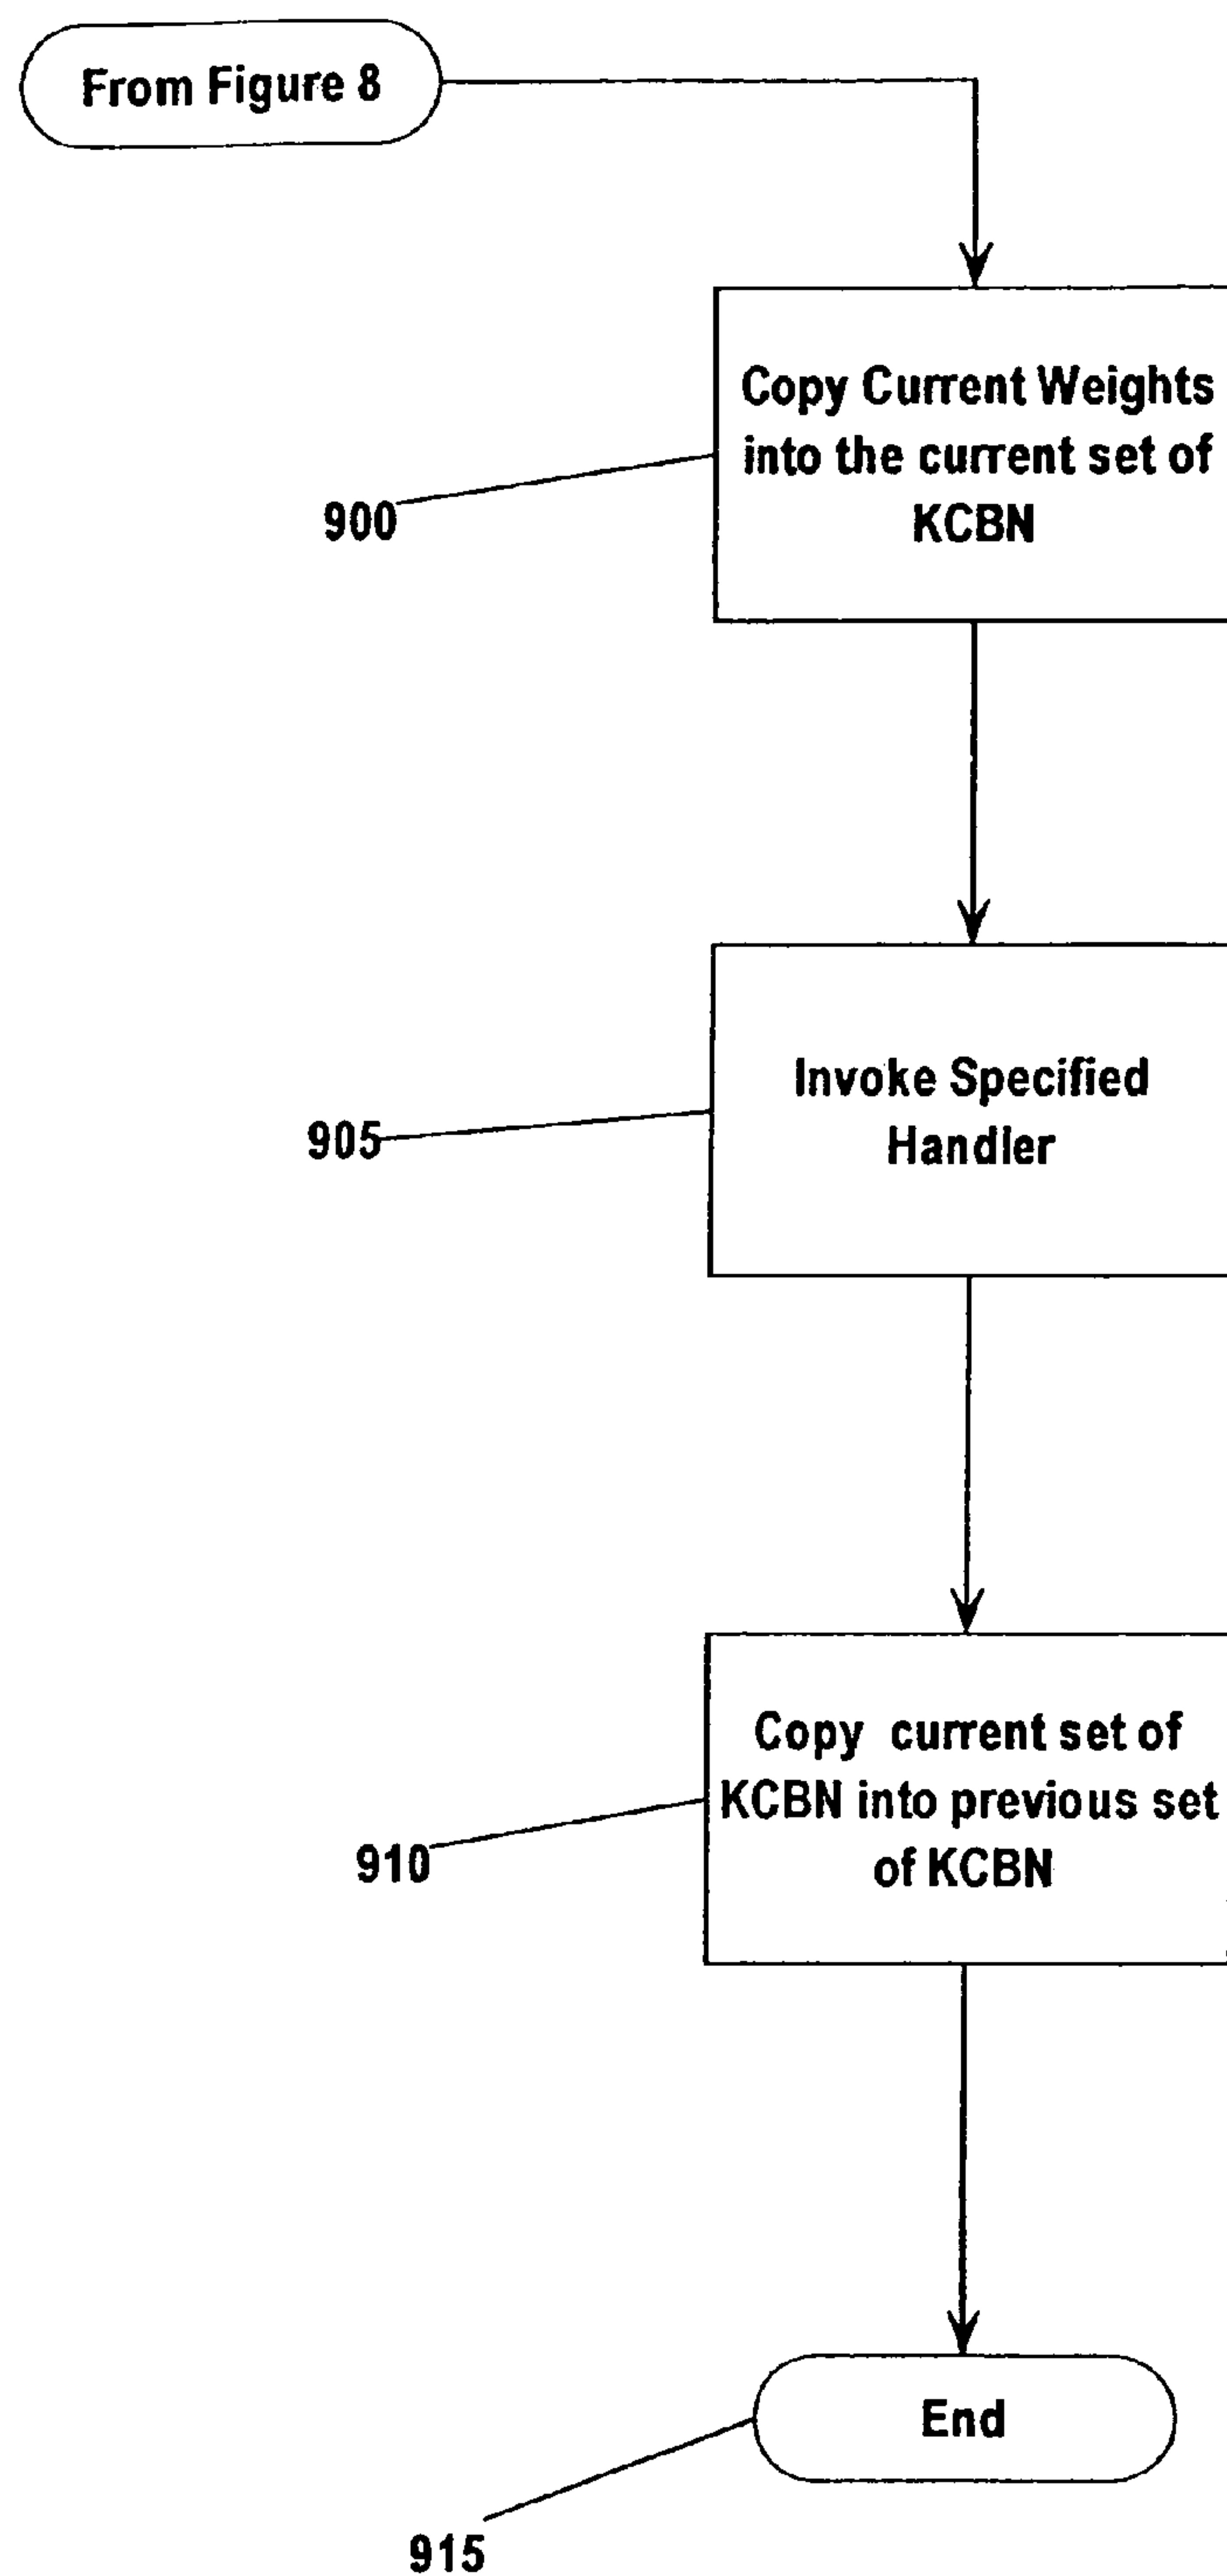 From Figure 8
Copy Current Weights
into the current set of
KCBN
900
Invoke Specified
Handler
905
Copy current set of
KCBN into previous set
of KCBN
910
End
915